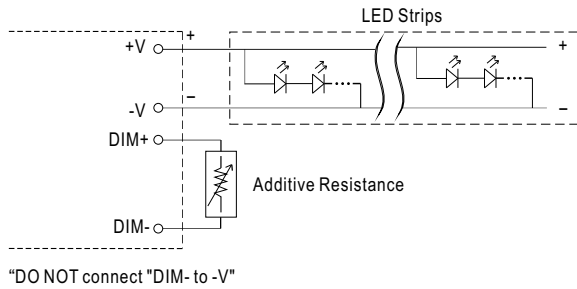 LED Strips
+V
+
+
-V
–
–
DIM+
Additive Resistance
DIM-
“DO NOT connect "DIM- to -V"